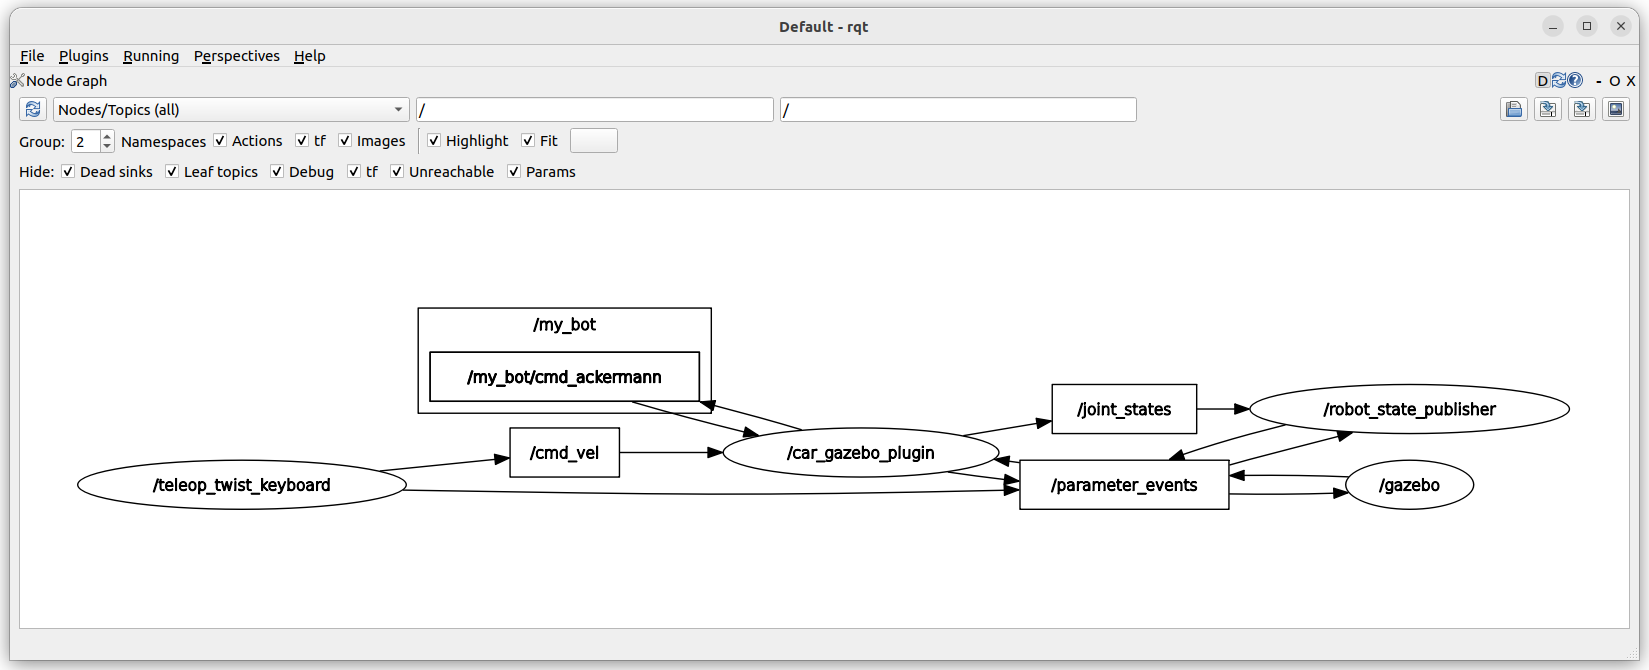 Default - rqt
File Plugins Running Perspectives Help
Node Graph D - O X
Nodes/Topics (all) / /
Group: 2 Namespaces Actions tf Images Highlight Fit
Hide: Dead sinks Leaf topics Debug tf Unreachable Params
/my_bot
/my_bot/cmd_ackermann
/joint_states
/robot_state_publisher
/cmd_vel
/car_gazebo_plugin
/teleop_twist_keyboard
/parameter_events
/gazebo